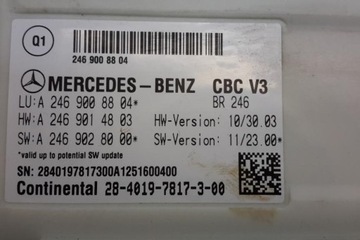 Q1
246 900 88 04
MERCEDES-BENZ CBC V3
LU:A 246 900 88 04* BR 246
HW:A 246 901 48 03 HW-Version: 10/30.03
SW:A 246 902 80 00* SW-Version: 11/23.00*
*valid up to potential SW update
SN: 2840197817300A1251600400
Continental 28-4019-7817-3-00